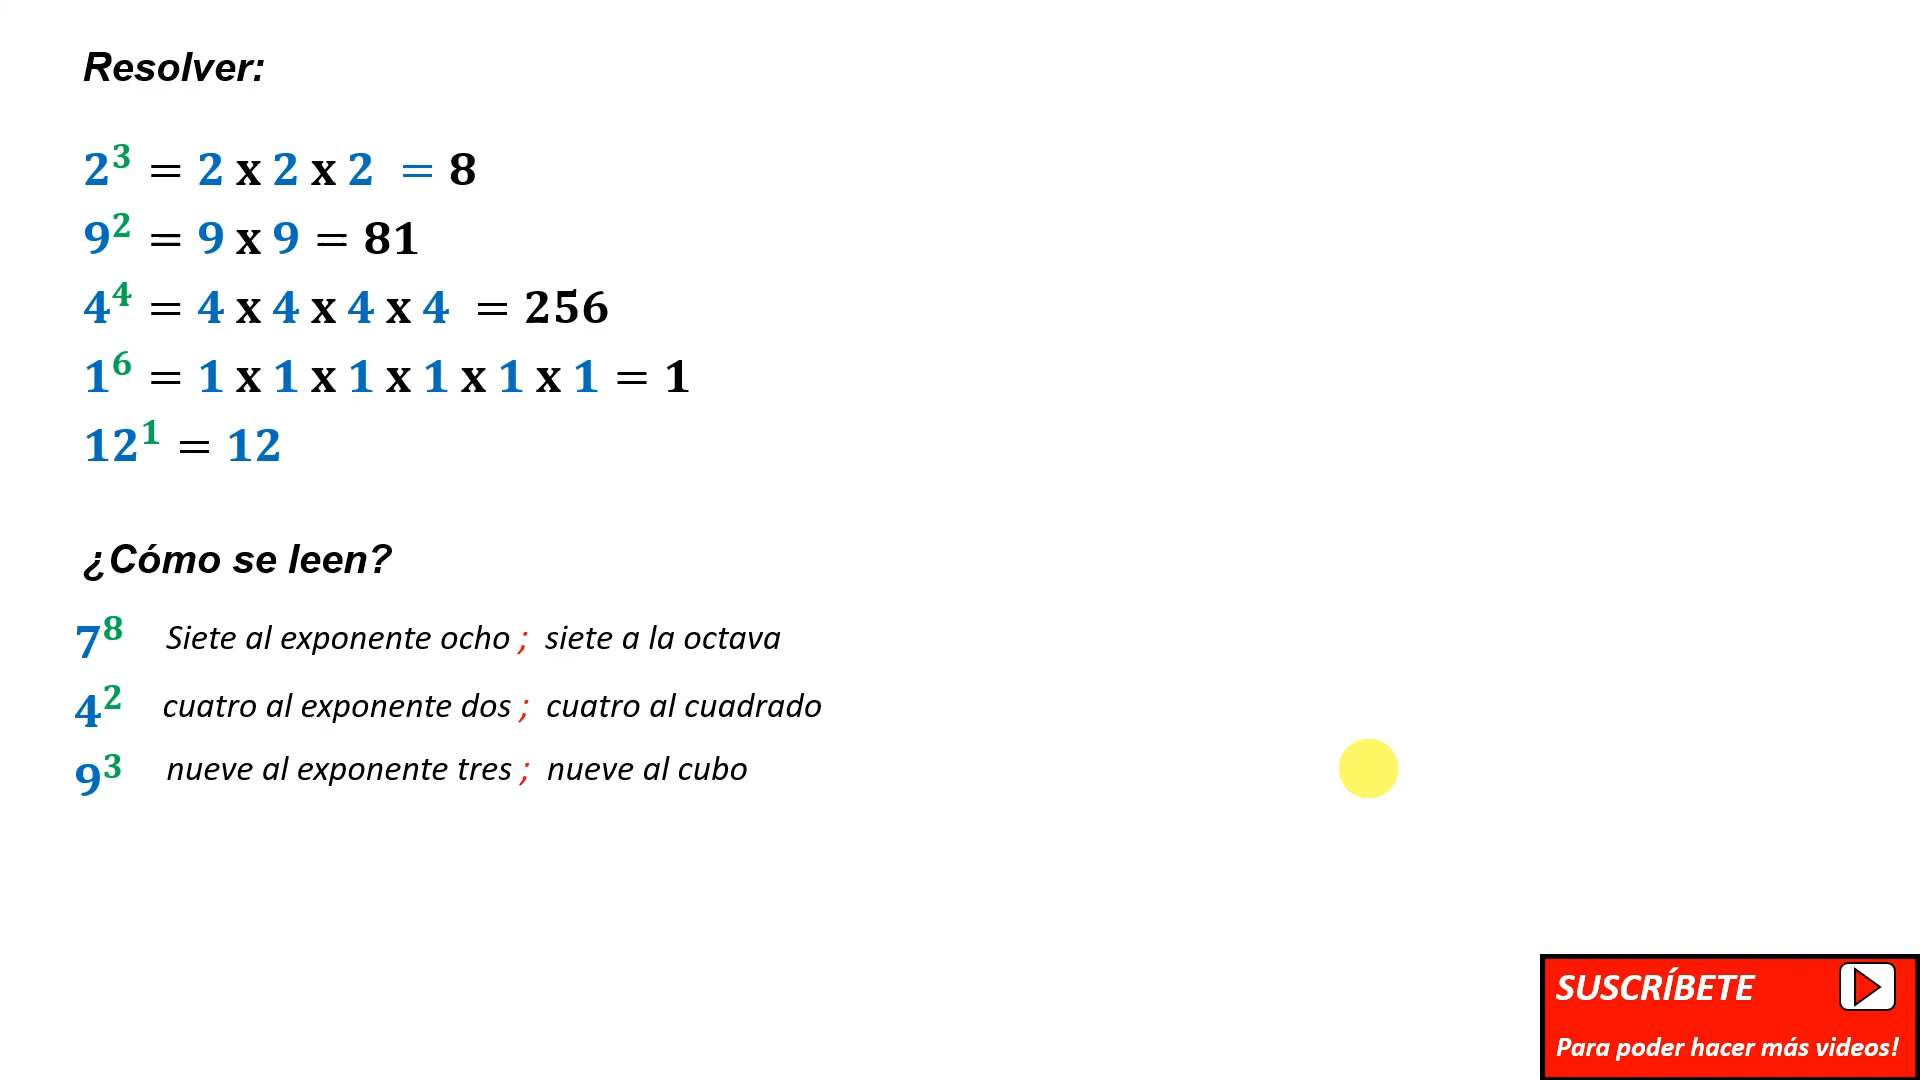 Resolver:
2³ = 2 x 2 x 2 = 8
9² = 9 x 9 = 81
4⁴ = 4 x 4 x 4 x 4 = 256
1⁶ = 1 x 1 x 1 x 1 x 1 x 1 = 1
12¹ = 12
¿Cómo se leen?
7⁸ Siete al exponente ocho ; siete a la octava
4² cuatro al exponente dos ; cuatro al cuadrado
9³ nueve al exponente tres ; nueve al cubo
SUSCRÍBETE
Para poder hacer más videos!